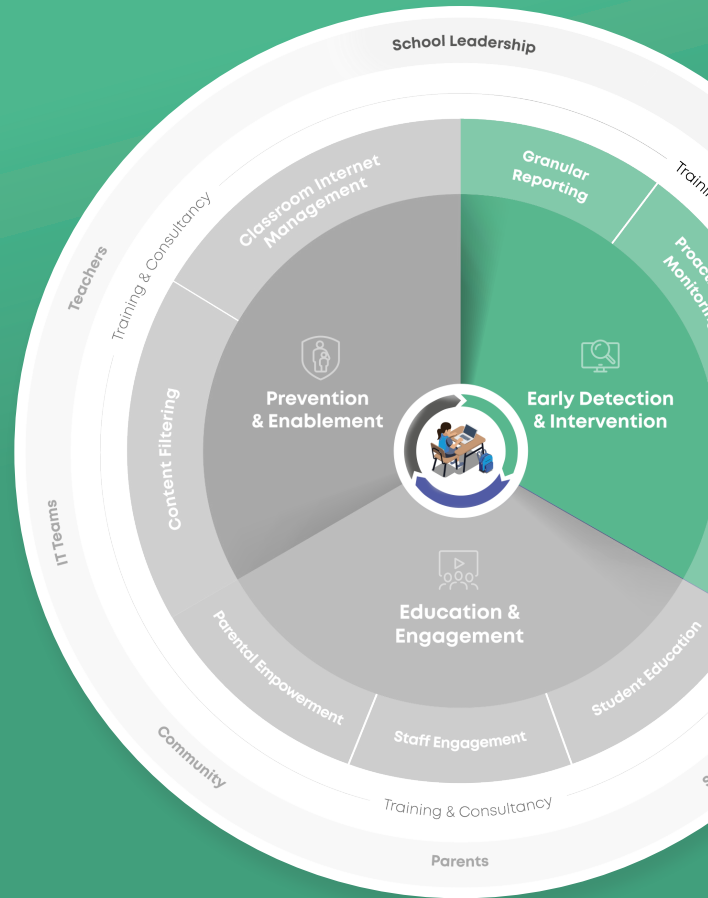 School Leadership
Training & Consultancy
Classroom Internet
Management
Granular
Reporting
Teachers
Prevention
& Enablement
Early Detection
& Intervention
Content Filtering
IT Teams
Education &
Engagement
Parental Empowerment
Staff Engagement
Student Education
Community
Training & Consultancy
Parents